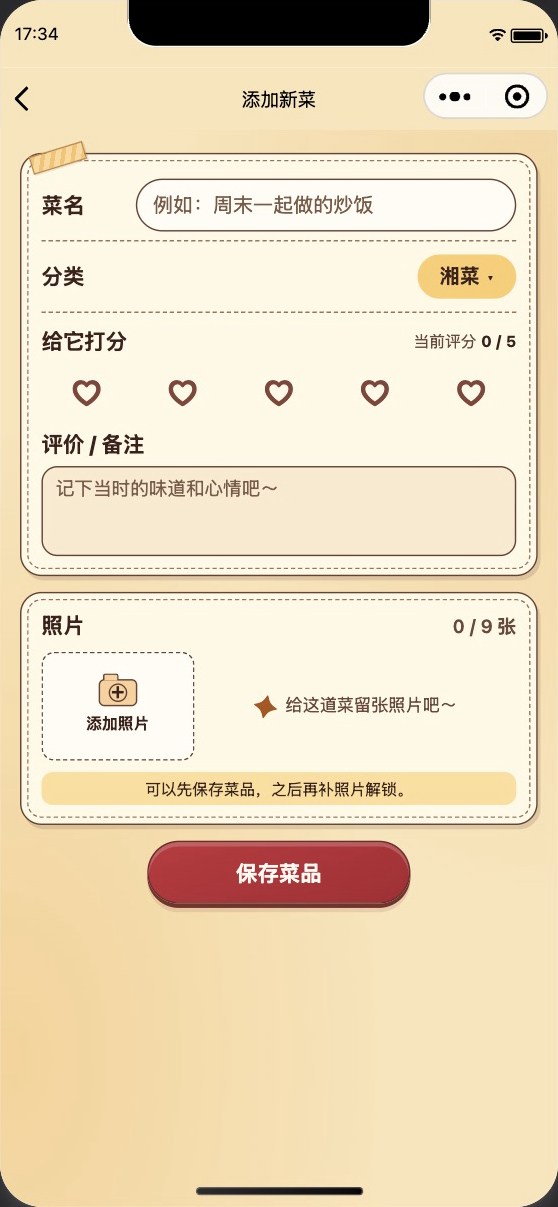 17:34
添加新菜
菜名
例如：周末一起做的炒饭
分类
湘菜
给它打分
当前评分 0 / 5
评价 / 备注
记下当时的味道和心情吧～
照片
0 / 9 张
添加照片
给这道菜留张照片吧～
可以先保存菜品，之后再补照片解锁。
保存菜品